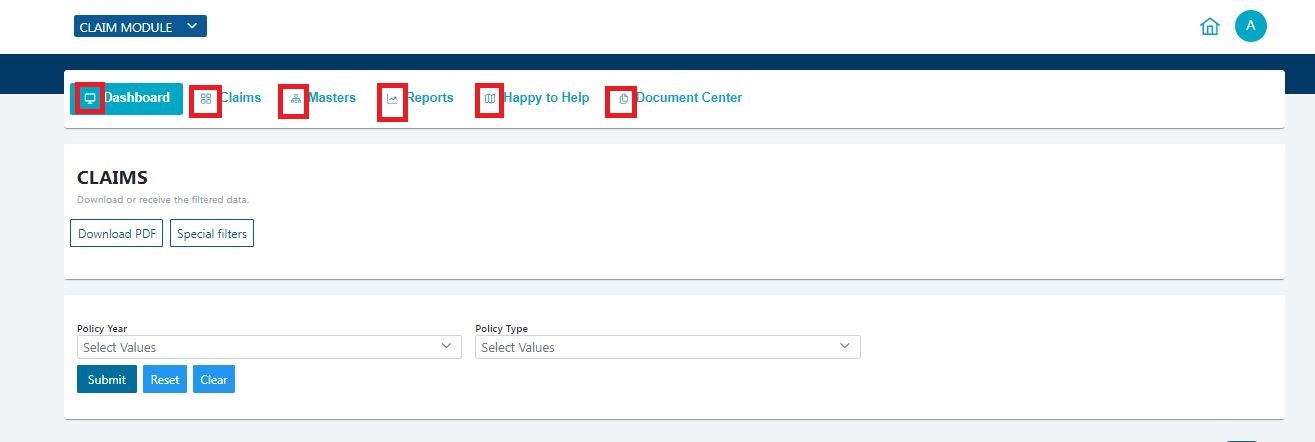 CLAIM MODULE
A
Dashboard Claims Masters Reports Happy to Help Document Center
CLAIMS
Download or receive the filtered data.
Download PDF Special filters
Policy Year Policy Type
Select Values Select Values
Submit Reset Clear